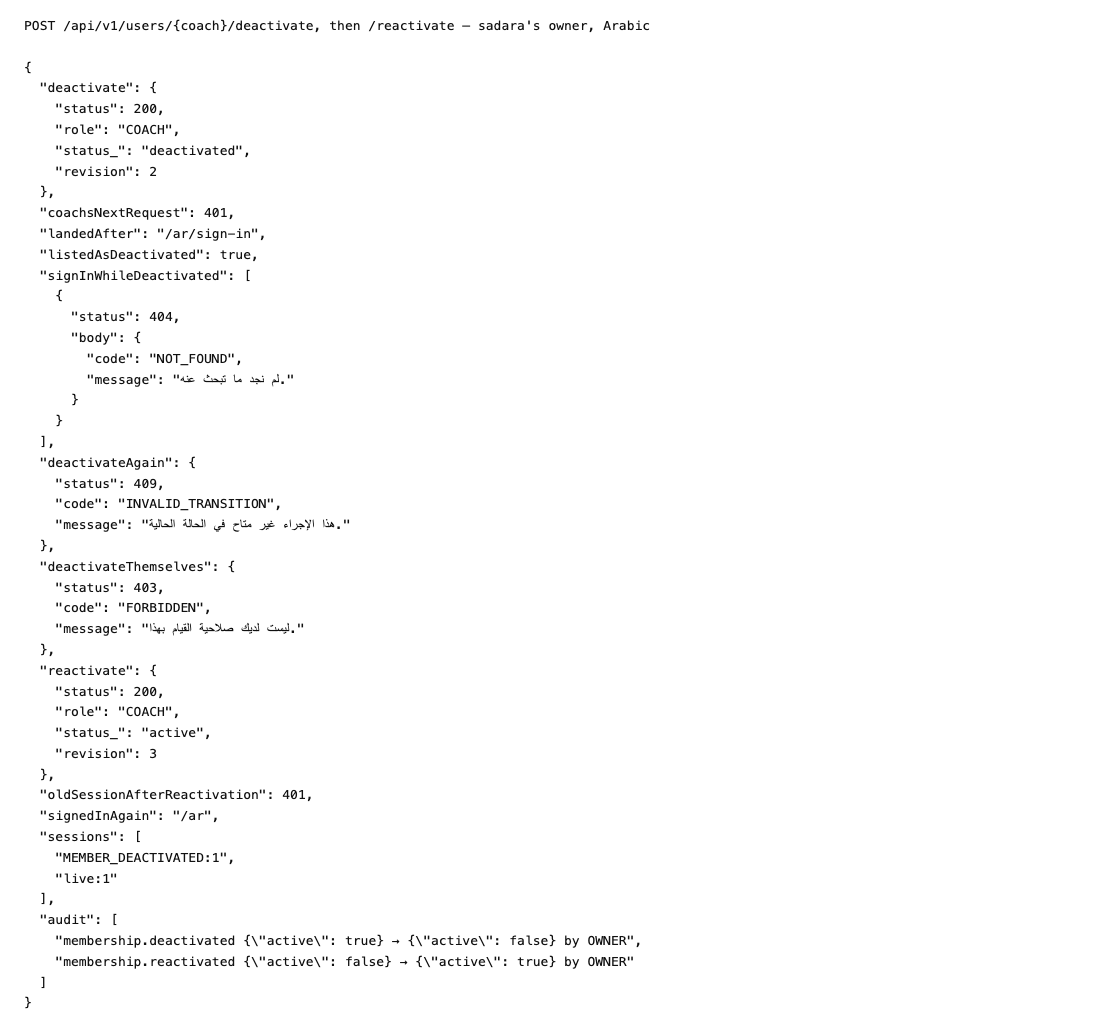 POST /api/v1/users/{coach}/deactivate, then /reactivate — sadara's owner, Arabic
{
"deactivate": {
"status": 200,
"role": "COACH",
"status_": "deactivated",
"revision": 2
},
"coachsNextRequest": 401,
"landedAfter": "/ar/sign-in",
"listedAsDeactivated": true,
"signInWhileDeactivated": [
{
"status": 404,
"body": {
"code": "NOT_FOUND",
"message": "لم نجد ما تبحث عنه."
}
}
],
"deactivateAgain": {
"status": 409,
"code": "INVALID_TRANSITION",
"message": "هذا الإجراء غير متاح في الحالة الحالية."
},
"deactivateThemselves": {
"status": 403,
"code": "FORBIDDEN",
"message": "ليست لديك صلاحية القيام بهذا."
},
"reactivate": {
"status": 200,
"role": "COACH",
"status_": "active",
"revision": 3
},
"oldSessionAfterReactivation": 401,
"signedInAgain": "/ar",
"sessions": [
"MEMBER_DEACTIVATED:1",
"live:1"
],
"audit": [
"membership.deactivated {\"active\": true} → {\"active\": false} by OWNER",
"membership.reactivated {\"active\": false} → {\"active\": true} by OWNER"
]
}